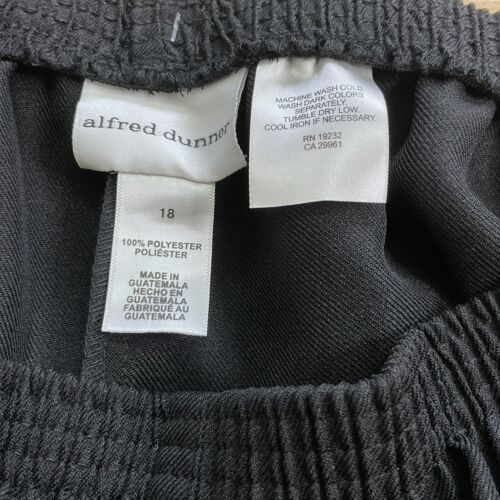 alfred dunner
18
100% POLYESTER
POLIÉSTER
MADE IN
GUATEMALA
HECHO EN
GUATEMALA
FABRIQUÉ AU
GUATEMALA
MACHINE WASH COLD
WASH DARK COLORS
SEPARATELY.
TUMBLE DRY LOW.
COOL IRON IF NECESSARY.
RN 19232
CA 29961